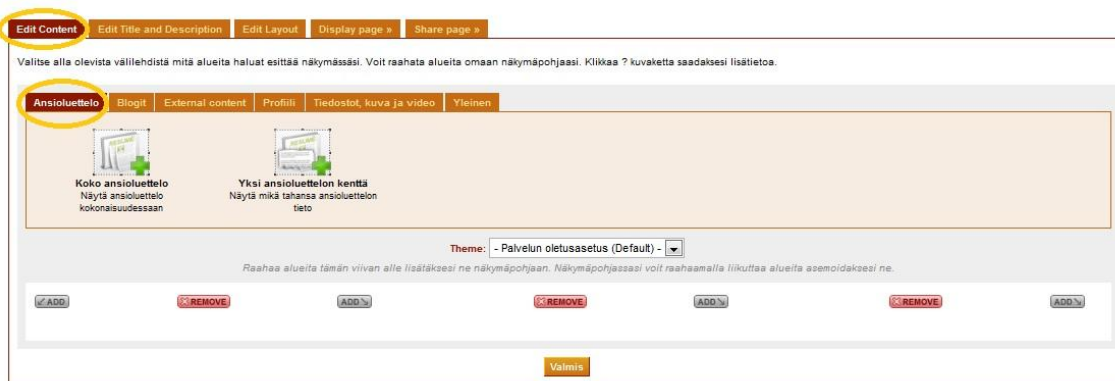 Edit Content Edit Title and Description Edit Layout Display page » Share page »
Valitse alla olevista välilehdistä mitä alueita haluat esittää näkymässäsi. Voit raahata alueita omaan näkymäpohjaasi. Klikkaa ? kuvaketta saadaksesi lisätietoa.
Ansioluettelo Blogit External content Profiili Tiedostot, kuva ja video Yleinen
Koko ansioluettelo
Näytä ansioluettelo
kokonaisuudessaan
Yksi ansioluettelon kenttä
Näytä mikä tahansa ansioluettelon
tieto
Theme: - Palvelun oletusasetus (Default) -
Raahaa alueita tämän viivan alle lisätäksesi ne näkymäpohjaan. Näkymäpohjassasi voit raahaamalla liikuttaa alueita asemoidaksesi ne.
ADD REMOVE ADD REMOVE ADD REMOVE ADD
Valmis